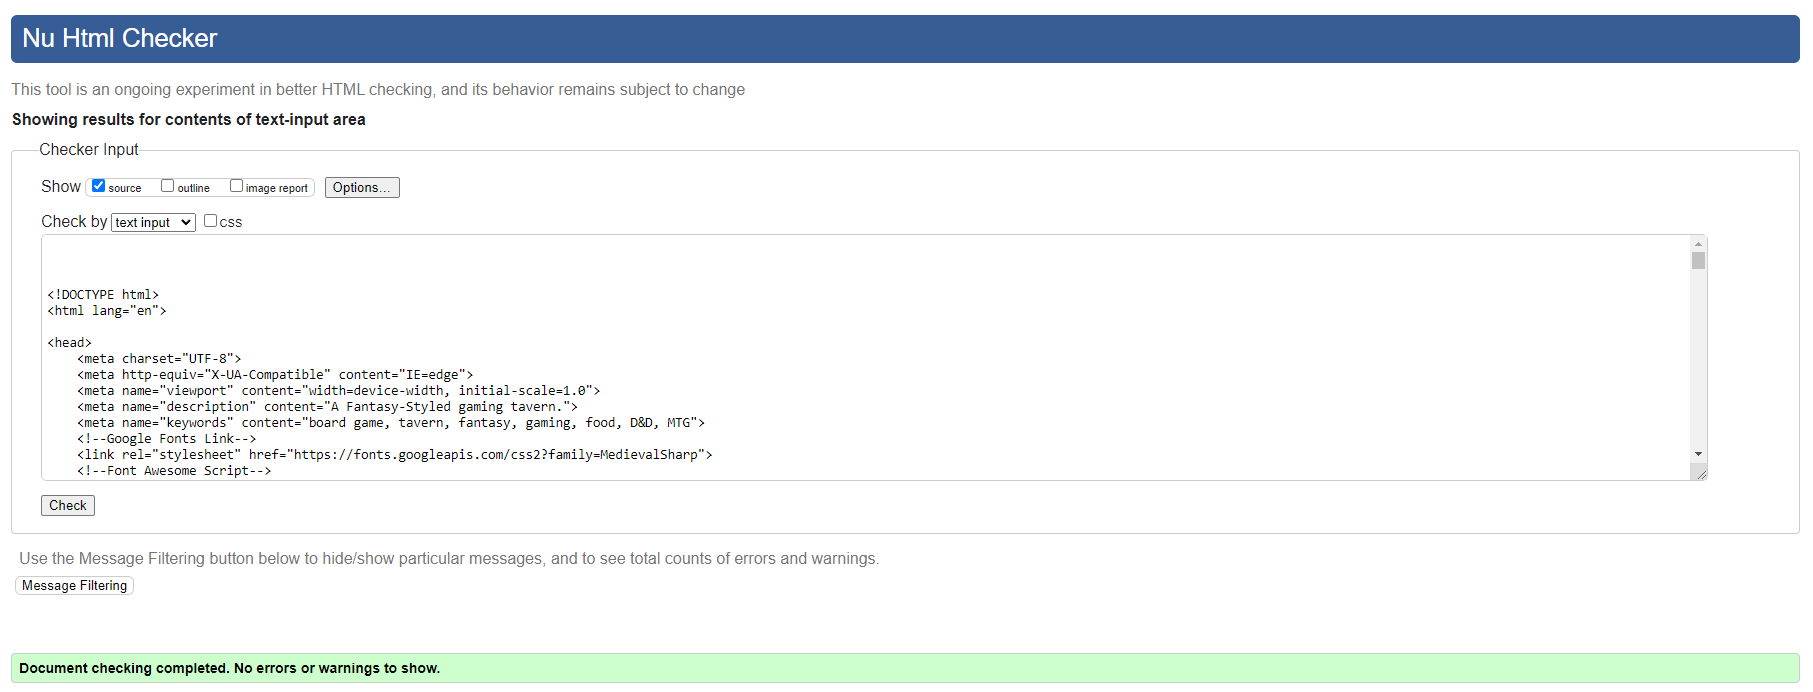 Nu Html Checker
This tool is an ongoing experiment in better HTML checking, and its behavior remains subject to change
Showing results for contents of text-input area
Checker Input
Show source outline image report Options...
Check by text input css
<!DOCTYPE html>
<html lang="en">
<head>
<meta charset="UTF-8">
<meta http-equiv="X-UA-Compatible" content="IE=edge">
<meta name="viewport" content="width=device-width, initial-scale=1.0">
<meta name="description" content="A Fantasy-Styled gaming tavern.">
<meta name="keywords" content="board game, tavern, fantasy, gaming, food, D&D, MTG">
<!--Google Fonts Link-->
<link rel="stylesheet" href="https://fonts.googleapis.com/css2?family=MedievalSharp">
<!--Font Awesome Script-->
Check
Use the Message Filtering button below to hide/show particular messages, and to see total counts of errors and warnings.
Message Filtering
Document checking completed. No errors or warnings to show.